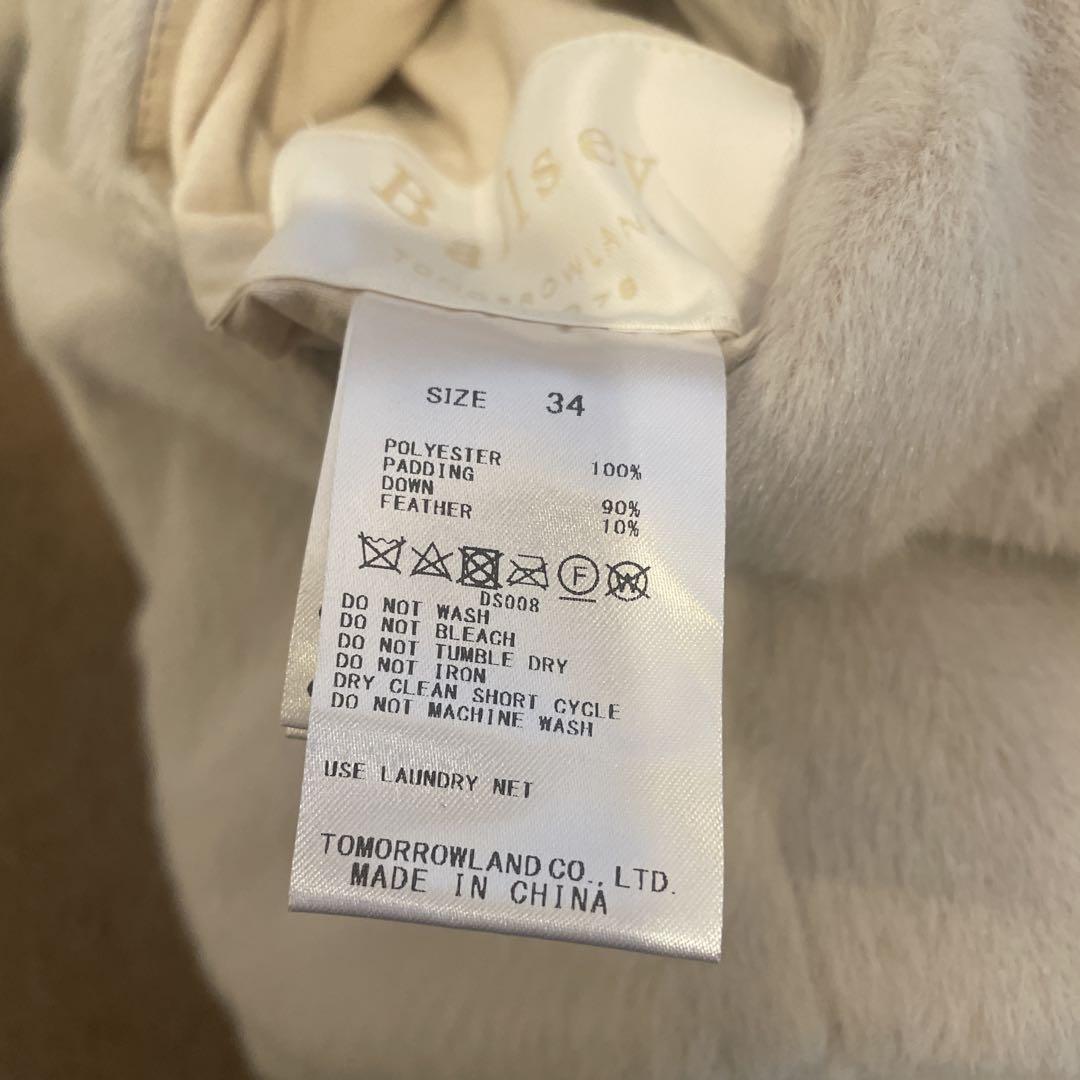 Ballsey
TOMORROWLAND
SIZE 34
POLYESTER 100%
PADDING
DOWN 90%
FEATHER 10%
F W
DS008
DO NOT WASH
DO NOT BLEACH
DO NOT TUMBLE DRY
DO NOT IRON
DRY CLEAN SHORT CYCLE
DO NOT MACHINE WASH
USE LAUNDRY NET
TOMORROWLAND CO., LTD.
MADE IN CHINA